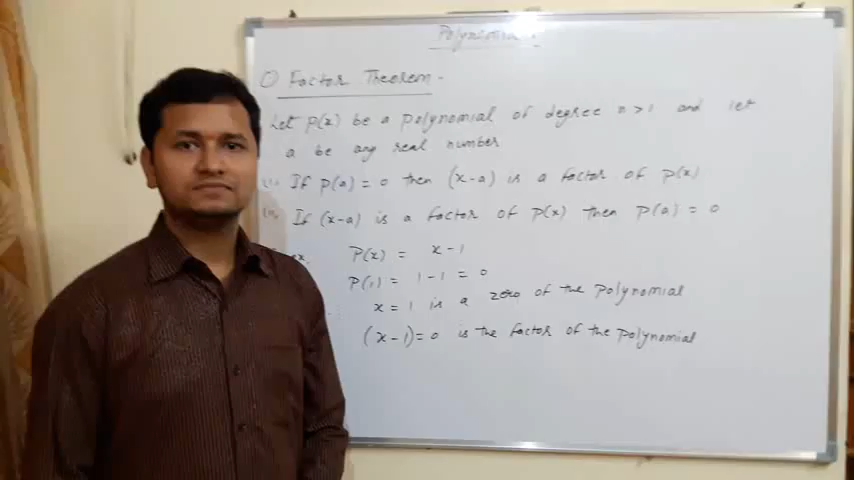 Polynomial
① Factor Theorem -
Let P(x) be a polynomial of degree n > 1 and let
a be any real number
If p(a) = 0 then (x-a) is a factor of p(x)
If (x-a) is a factor of p(x) then p(a) = 0
ex. P(x) = x-1
P(1) = 1-1 = 0
x = 1 is a zero of the polynomial
(x-1)=0 is the factor of the polynomial